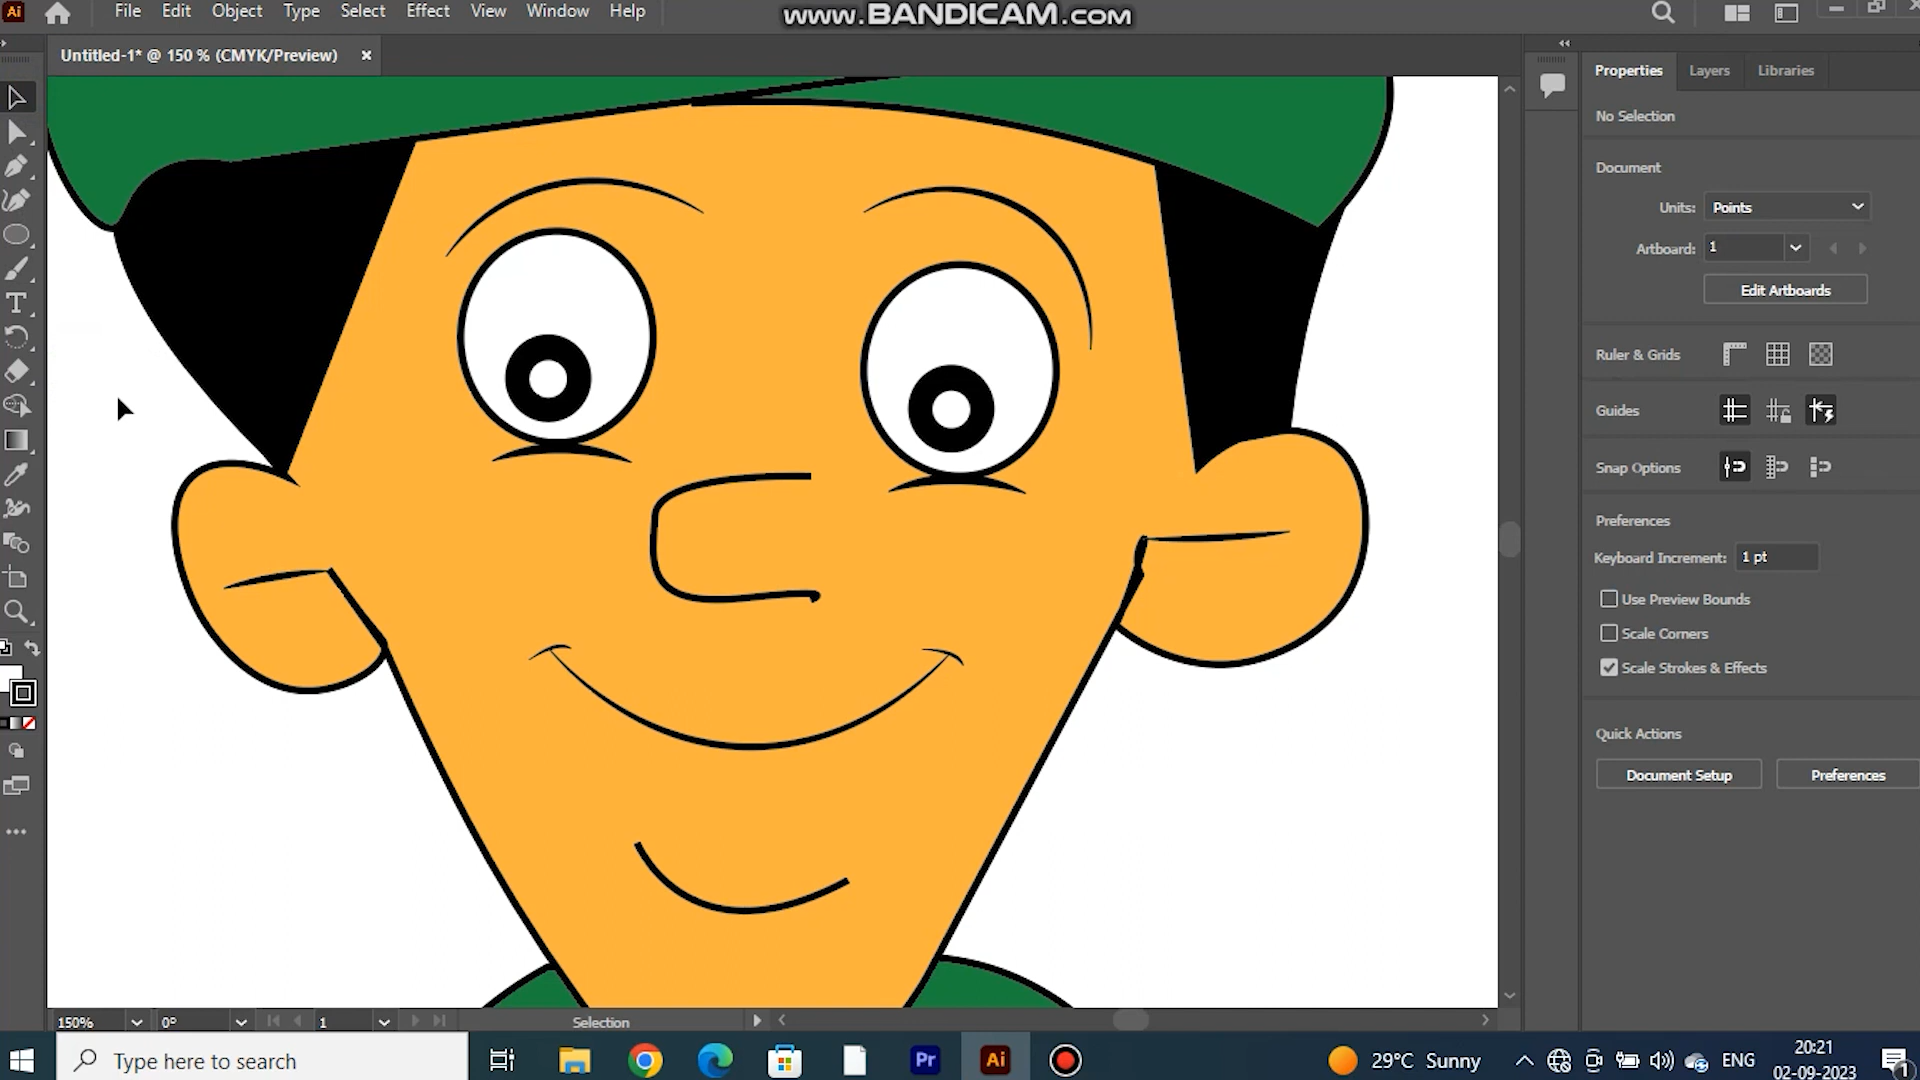 Ai File Edit Object Type Select Effect View Window Help
www.BANDICAM.com
Untitled-1* @ 150 % (CMYK/Preview) ×
Properties Layers Libraries
No Selection
Document
Units: Points
Artboard: 1
Edit Artboards
Ruler & Grids
Guides
Snap Options
Preferences
Keyboard Increment: 1 pt
Use Preview Bounds
Scale Corners
Scale Strokes & Effects
Quick Actions
Document Setup Preferences
150% 0° 1 Selection
Type here to search
Pr Ai
29°C Sunny
ENG
20:21
02-09-2023
1